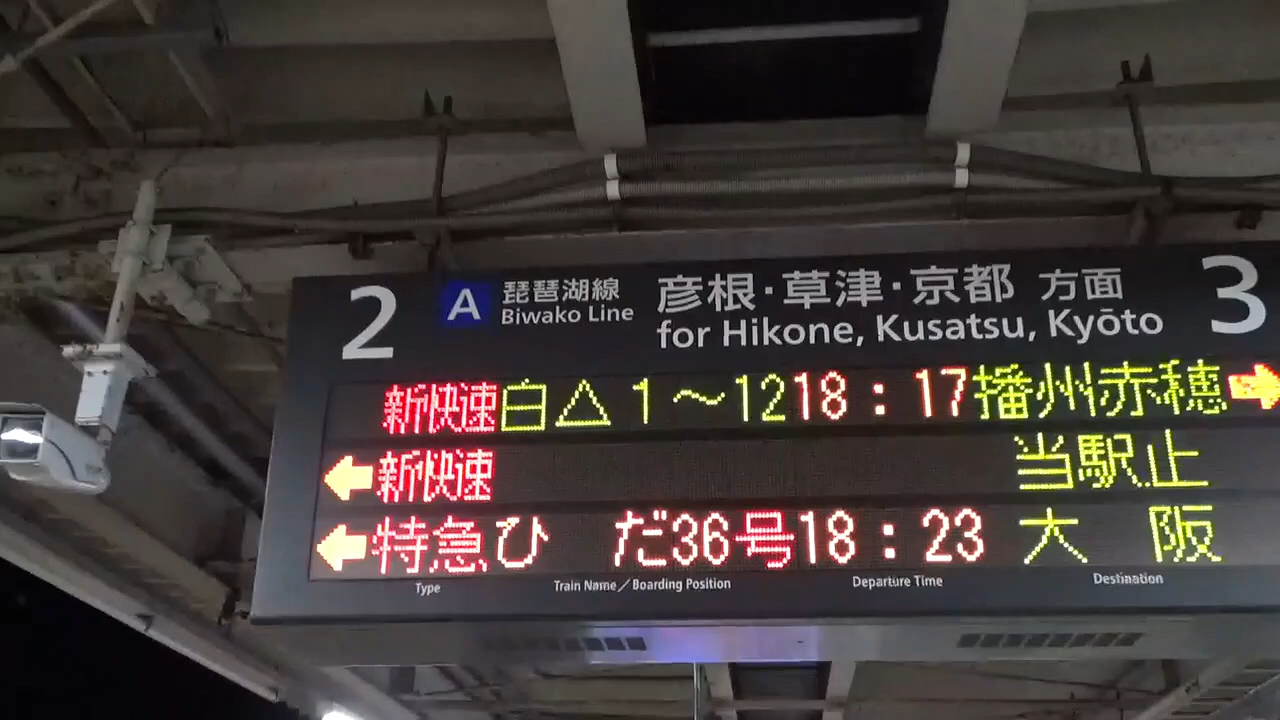 2 A 琵琶湖線 彦根・草津・京都 方面 3
Biwako Line for Hikone, Kusatsu, Kyōto
新快速 白△ 1～12 18:17 播州赤穂 →
← 新快速 当駅止
← 特急 ひだ36号 18:23 大阪
Type Train Name／Boarding Position Departure Time Destination